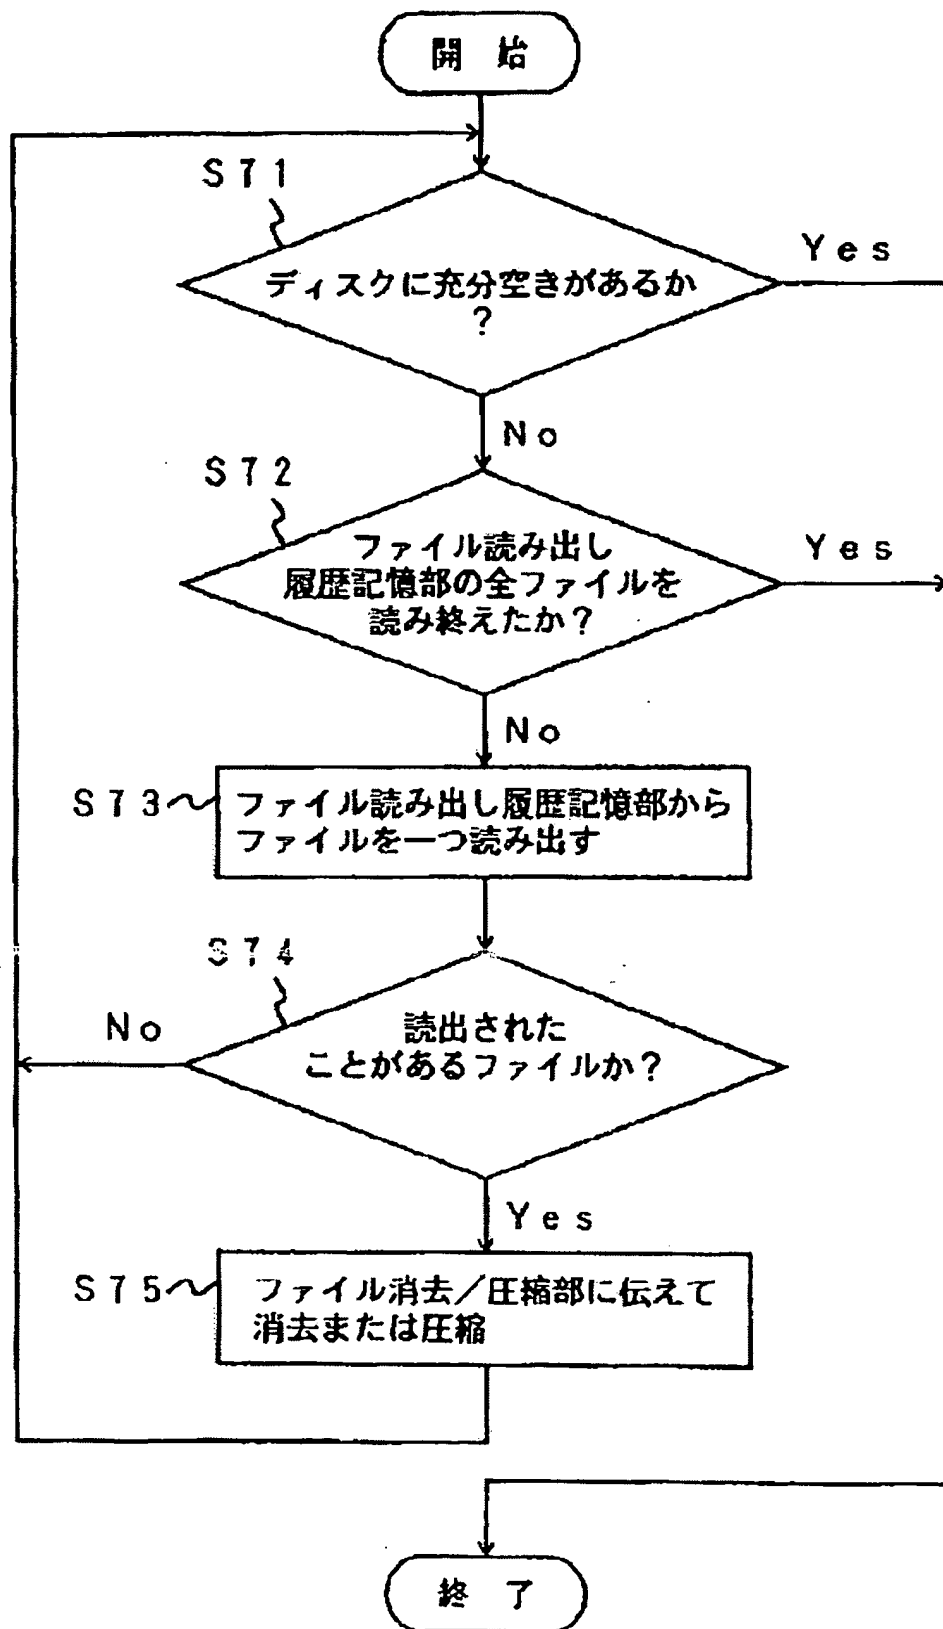 開 始
S71
Yes
ディスクに充分空きがあるか
?
No
S72
Yes
ファイル読み出し
履歴記憶部の全ファイルを
読み終えたか?
No
S73
ファイル読み出し履歴記憶部から
ファイルを一つ読み出す
S74
No
読出された
ことがあるファイルか?
Yes
S75
ファイル消去/圧縮部に伝えて
消去または圧縮
終 了